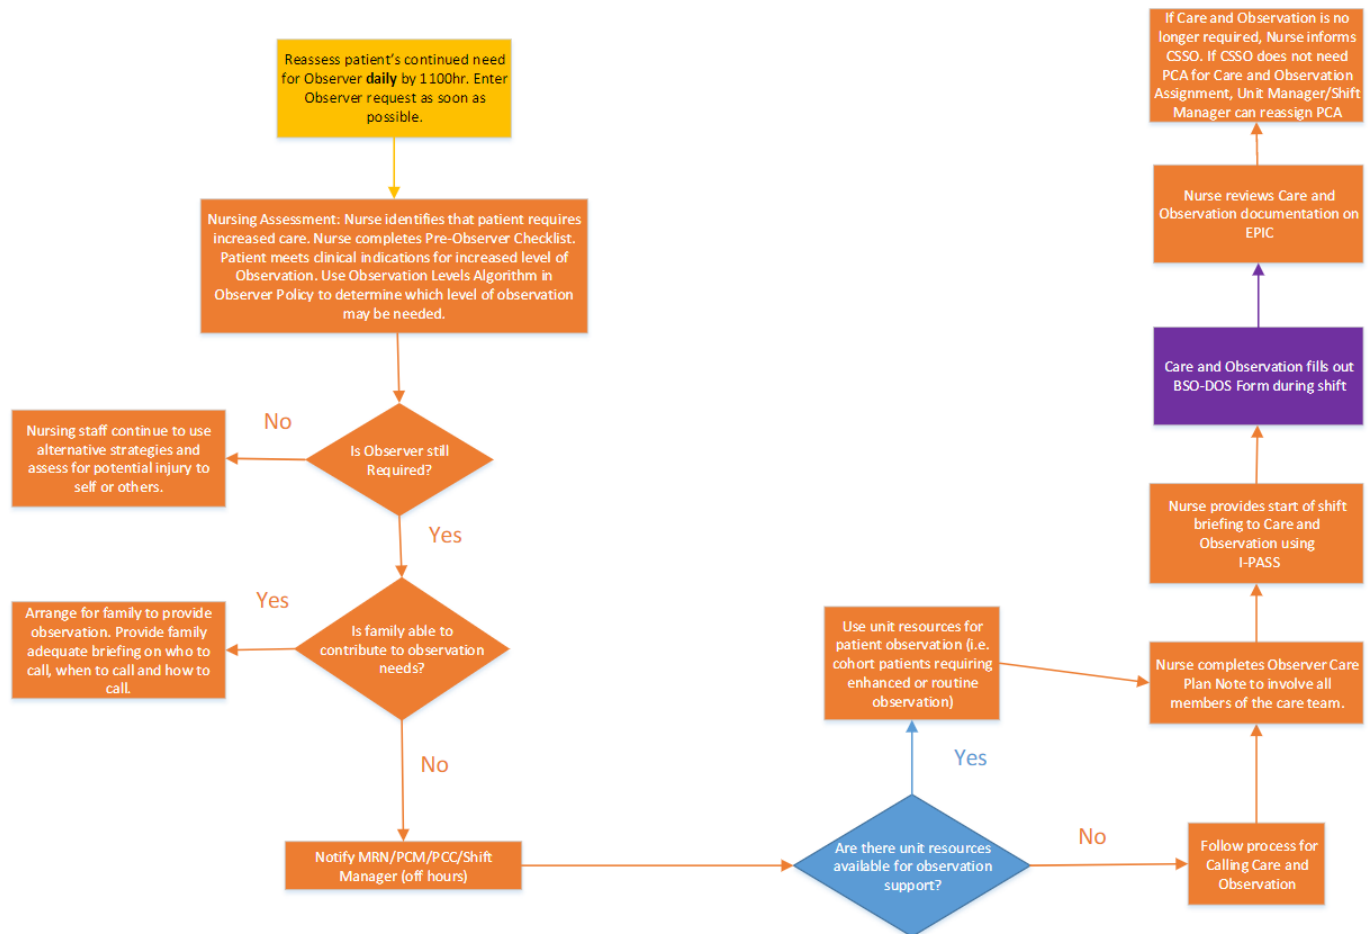 Reassess patient's continued need
for Observer daily by 1100hr. Enter
Observer request as soon as
possible.
Nursing Assessment: Nurse identifies that patient requires
increased care. Nurse completes Pre-Observer Checklist.
Patient meets clinical indications for increased level of
Observation. Use Observation Levels Algorithm in
Observer Policy to determine which level of observation
may be needed.
Is Observer still
Required?
No
Nursing staff continue to use
alternative strategies and
assess for potential injury to
self or others.
Yes
Is family able to
contribute to observation
needs?
Yes
Arrange for family to provide
observation. Provide family
adequate briefing on who to
call, when to call and how to
call.
No
Notify MRN/PCM/PCC/Shift
Manager (off hours)
Are there unit resources
available for observation
support?
Yes
Use unit resources for
patient observation (i.e.
cohort patients requiring
enhanced or routine
observation)
No
Follow process for
Calling Care and
Observation
Nurse completes Observer Care
Plan Note to involve all
members of the care team.
Nurse provides start of shift
briefing to Care and
Observation using
I-PASS
Care and Observation fills out
BSO-DOS Form during shift
Nurse reviews Care and
Observation documentation on
EPIC
If Care and Observation is no
longer required, Nurse informs
CSSO. If CSSO does not need
PCA for Care and Observation
Assignment, Unit Manager/Shift
Manager can reassign PCA